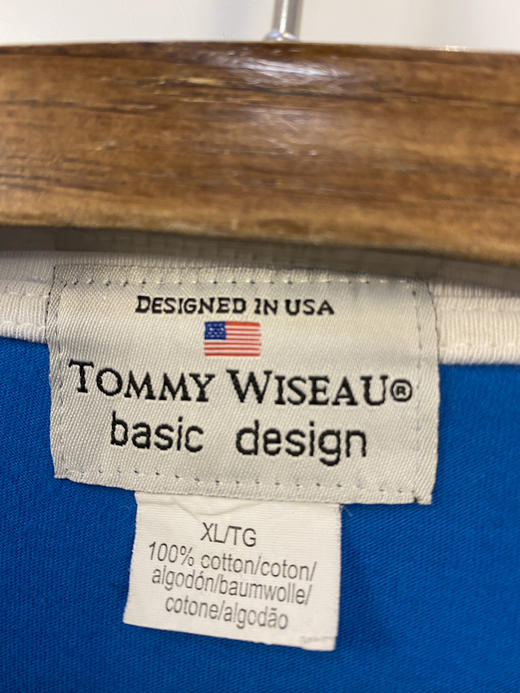 DESIGNED IN USA
TOMMY WISEAU®
basic design
XL/TG
100% cotton/coton/
algodón/baumwolle/
cotone/algodão